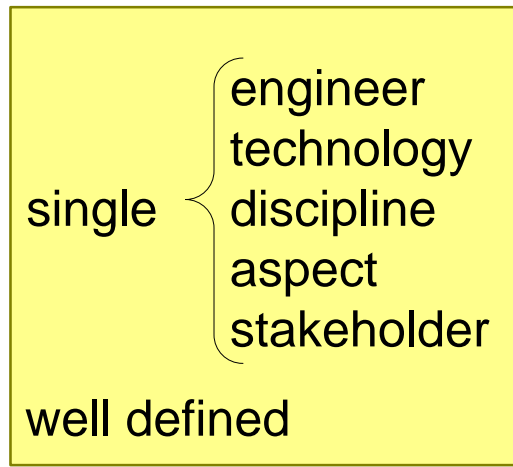 engineer
technology
single discipline
aspect
stakeholder
well defined